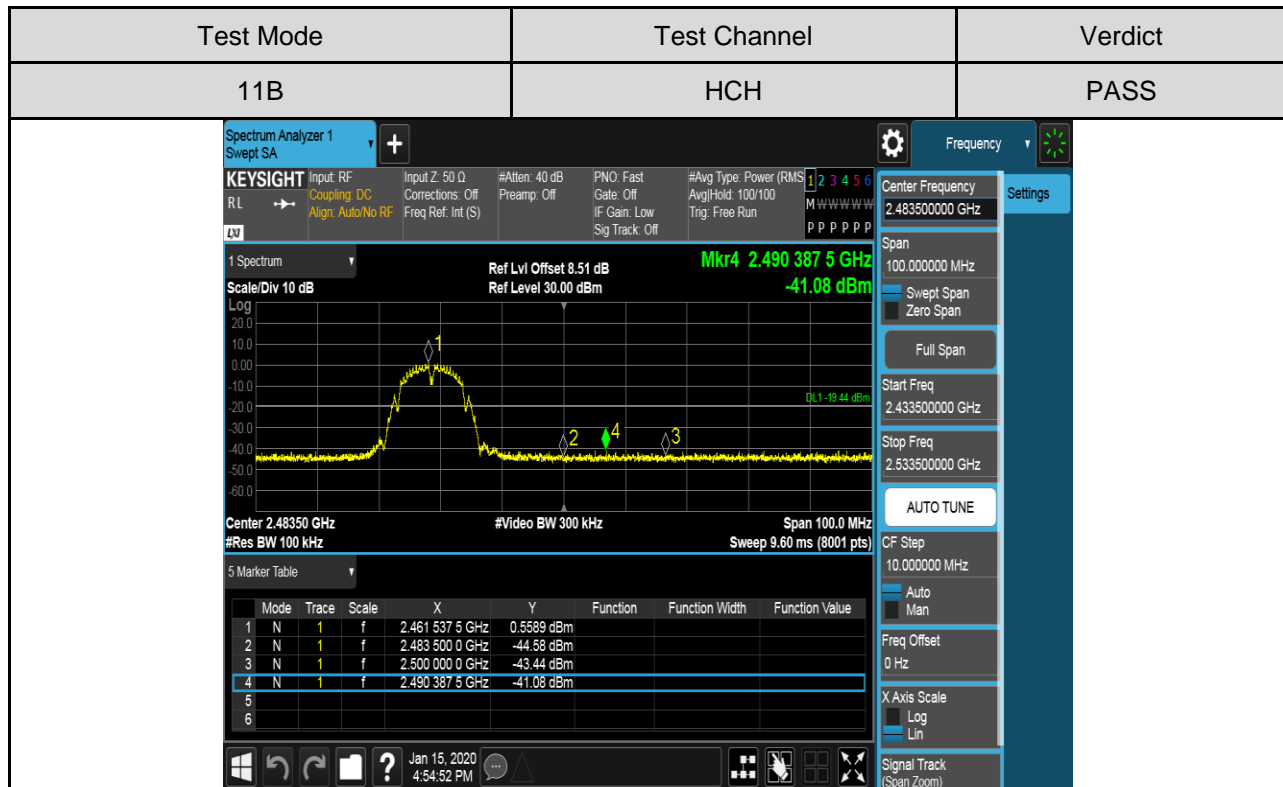 Test Mode Test Channel Verdict
11B HCH PASS
Spectrum Analyzer 1
Swept SA
+
Frequency
KEYSIGHT Input: RF Input Z: 50 Ω #Atten: 40 dB PNO: Fast #Avg Type: Power (RMS 1 2 3 4 5 6
RL Coupling: DC Corrections: Off Preamp: Off Gate: Off Avg|Hold: 100/100 M W W W W W
Align: Auto/No RF Freq Ref: Int (S) IF Gain: Low Trig: Free Run
LXI Sig Track: Off P P P P P P
1 Spectrum
Scale/Div 10 dB
Ref Lvl Offset 8.51 dB
Ref Level 30.00 dBm
Mkr4 2.490 387 5 GHz
-41.08 dBm
Log
20.0
10.0
0.00
-10.0
-20.0
-30.0
-40.0
-50.0
-60.0
1
2
4
3
DL1 -19.44 dBm
Center 2.48350 GHz #Video BW 300 kHz Span 100.0 MHz
#Res BW 100 kHz Sweep 9.60 ms (8001 pts)
5 Marker Table
Mode Trace Scale X Y Function Function Width Function Value
1 N 1 f 2.461 537 5 GHz 0.5589 dBm
2 N 1 f 2.483 500 0 GHz -44.58 dBm
3 N 1 f 2.500 000 0 GHz -43.44 dBm
4 N 1 f 2.490 387 5 GHz -41.08 dBm
5
6
?
Jan 15, 2020
4:54:52 PM
Center Frequency
2.483500000 GHz
Settings
Span
100.000000 MHz
Swept Span
Zero Span
Full Span
Start Freq
2.433500000 GHz
Stop Freq
2.533500000 GHz
AUTO TUNE
CF Step
10.000000 MHz
Auto
Man
Freq Offset
0 Hz
X Axis Scale
Log
Lin
Signal Track
(Span Zoom)